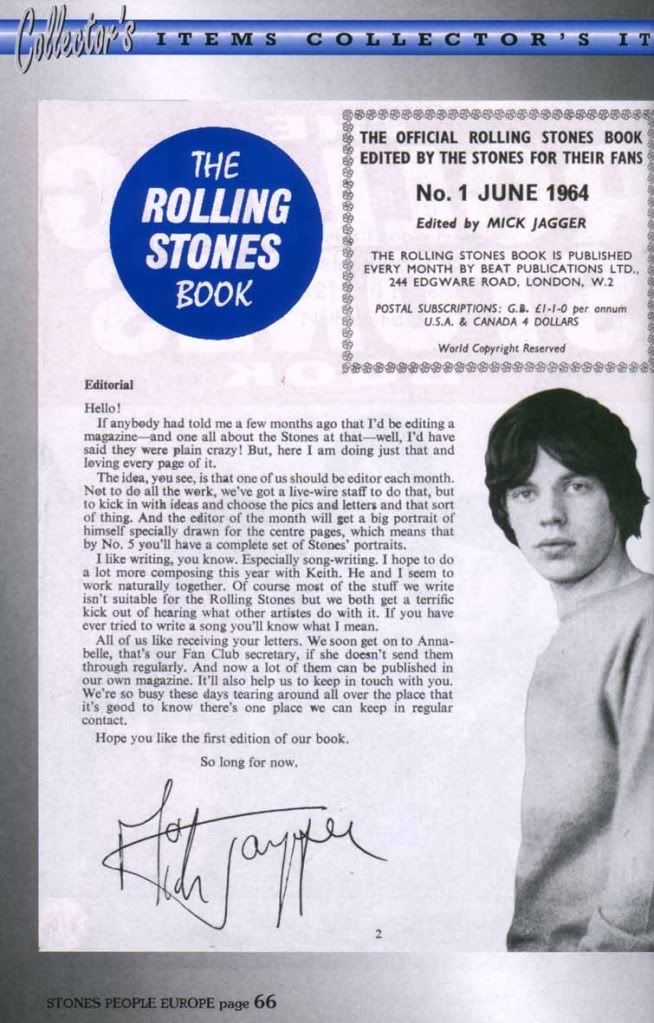 Collector's ITEMS COLLECTOR'S IT
THE
ROLLING
STONES
BOOK
THE OFFICIAL ROLLING STONES BOOK
EDITED BY THE STONES FOR THEIR FANS
No. 1 JUNE 1964
Edited by MICK JAGGER
THE ROLLING STONES BOOK IS PUBLISHED
EVERY MONTH BY BEAT PUBLICATIONS LTD.,
244 EDGWARE ROAD, LONDON, W.2
POSTAL SUBSCRIPTIONS: G.B. £1-1-0 per annum
U.S.A. & CANADA 4 DOLLARS
World Copyright Reserved
Editorial
Hello!
If anybody had told me a few months ago that I'd be editing a
magazine—and one all about the Stones at that—well, I'd have
said they were plain crazy! But, here I am doing just that and
loving every page of it.
The idea, you see, is that one of us should be editor each month.
Not to do all the work, we've got a live-wire staff to do that, but
to kick in with ideas and choose the pics and letters and that sort
of thing. And the editor of the month will get a big portrait of
himself specially drawn for the centre pages, which means that
by No. 5 you'll have a complete set of Stones' portraits.
I like writing, you know. Especially song-writing. I hope to do
a lot more composing this year with Keith. He and I seem to
work naturally together. Of course most of the stuff we write
isn't suitable for the Rolling Stones but we both get a terrific
kick out of hearing what other artistes do with it. If you have
ever tried to write a song you'll know what I mean.
All of us like receiving your letters. We soon get on to Anna-
belle, that's our Fan Club secretary, if she doesn't send them
through regularly. And now a lot of them can be published in
our own magazine. It'll also help us to keep in touch with you.
We're so busy these days tearing around all over the place that
it's good to know there's one place we can keep in regular
contact.
Hope you like the first edition of our book.
So long for now.
Mick Jagger
2
STONES PEOPLE EUROPE page 66